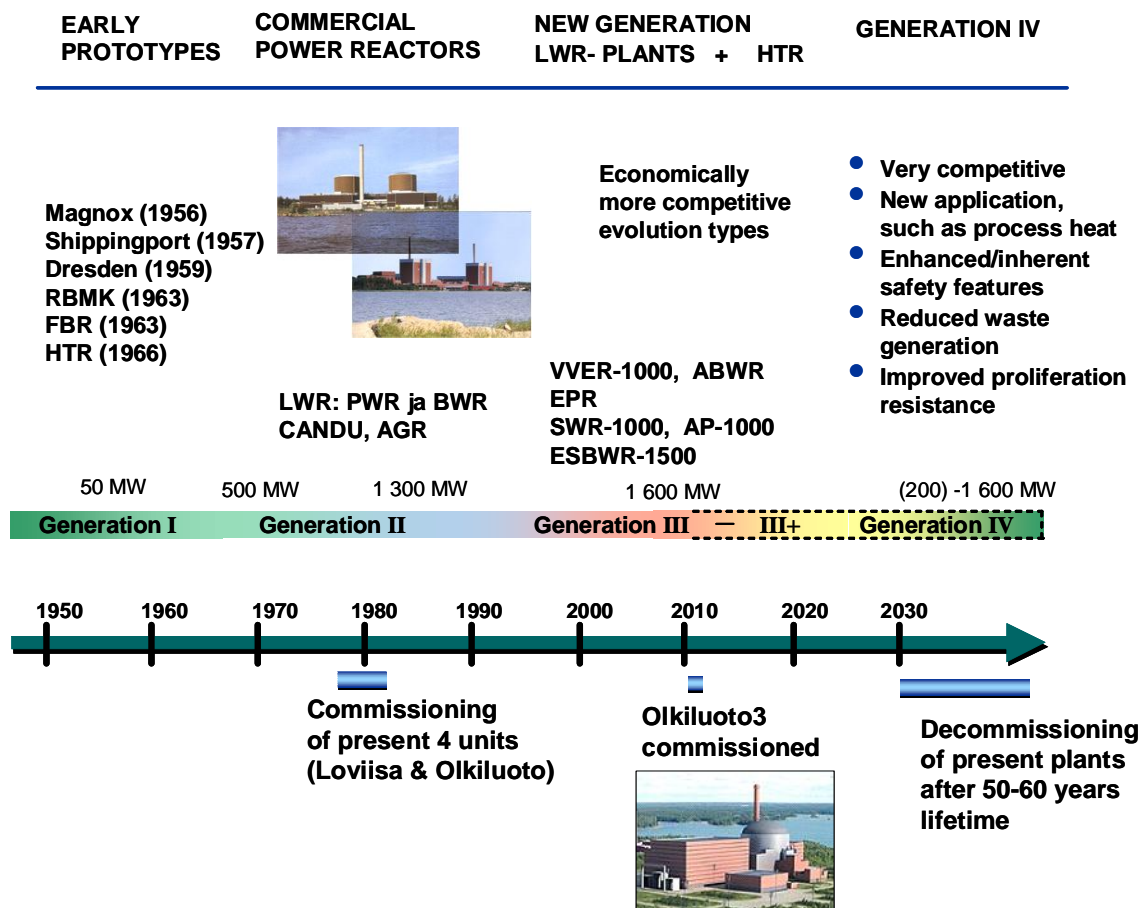 EARLY
PROTOTYPES
COMMERCIAL
POWER REACTORS
NEW GENERATION
LWR- PLANTS + HTR
GENERATION IV
Magnox (1956)
Shippingport (1957)
Dresden (1959)
RBMK (1963)
FBR (1963)
HTR (1966)
LWR: PWR ja BWR
CANDU, AGR
Economically
more competitive
evolution types
VVER-1000, ABWR
EPR
SWR-1000, AP-1000
ESBWR-1500
Very competitive
New application,
such as process heat
Enhanced/inherent
safety features
Reduced waste
generation
Improved proliferation
resistance
50 MW
500 MW
1 300 MW
1 600 MW
(200) -1 600 MW
Generation I
Generation II
Generation III – III+
Generation IV
1950
1960
1970
1980
1990
2000
2010
2020
2030
Commissioning
of present 4 units
(Loviisa & Olkiluoto)
Olkiluoto3
commissioned
Decommissioning
of present plants
after 50-60 years
lifetime